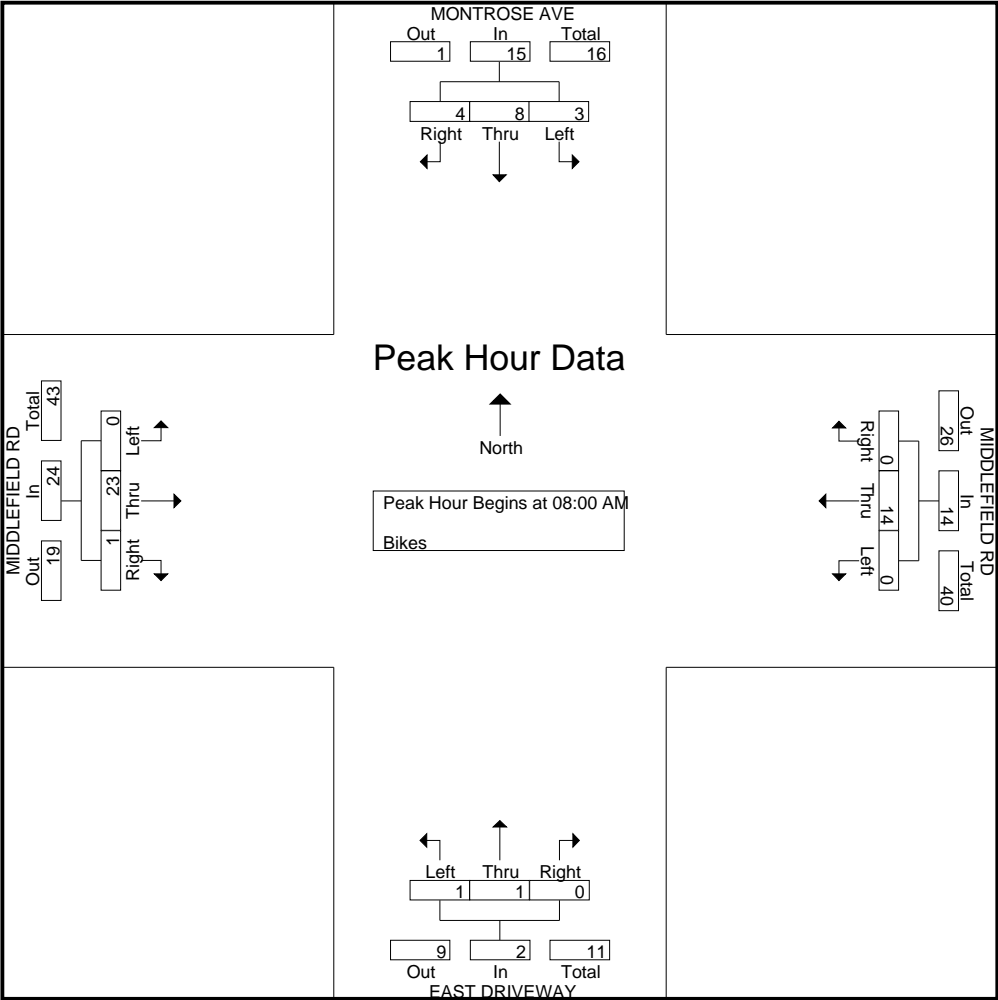 MONTROSE AVE
Out In Total
1 15 16
4 8 3
Right Thru Left
Peak Hour Data
North
Peak Hour Begins at 08:00 AM
Bikes
MIDDLEFIELD RD
Out In Total
19 24 43
Right Thru Left
1 23 0
MIDDLEFIELD RD
Out In Total
26 14 40
Right Thru Left
0 14 0
Left Thru Right
1 1 0
9 2 11
Out In Total
EAST DRIVEWAY